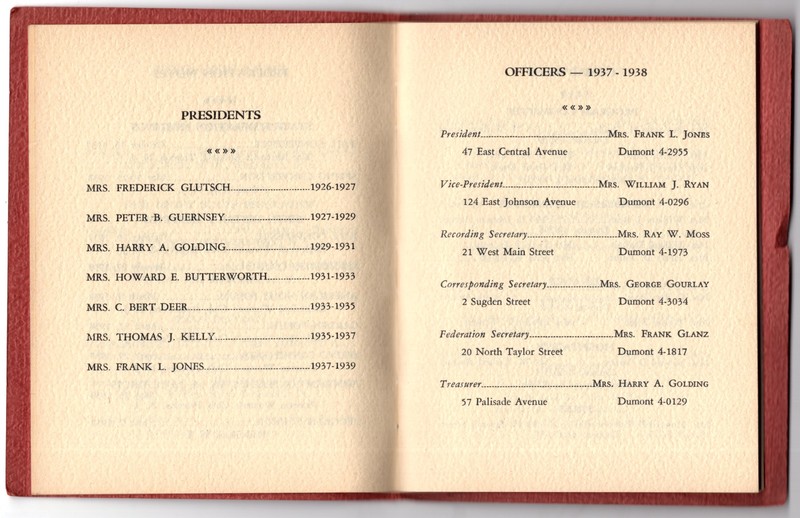 PRESIDENTS
««»»
MRS. FREDERICK GLUTSCH..............................1926-1927
MRS. PETER B. GUERNSEY..............................1927-1929
MRS. HARRY A. GOLDING..............................1929-1931
MRS. HOWARD E. BUTTERWORTH...............1931-1933
MRS. C. BERT DEER..............................1933-1935
MRS. THOMAS J. KELLY..............................1935-1937
MRS. FRANK L. JONES..............................1937-1939
OFFICERS — 1937 - 1938
««»»
President..............................Mrs. Frank L. Jones
47 East Central Avenue Dumont 4-2955
Vice-President..............................Mrs. William J. Ryan
124 East Johnson Avenue Dumont 4-0296
Recording Secretary..............................Mrs. Ray W. Moss
21 West Main Street Dumont 4-1973
Corresponding Secretary....................Mrs. George Gourlay
2 Sugden Street Dumont 4-3034
Federation Secretary..............................Mrs. Frank Glanz
20 North Taylor Street Dumont 4-1817
Treasurer..............................Mrs. Harry A. Golding
57 Palisade Avenue Dumont 4-0129